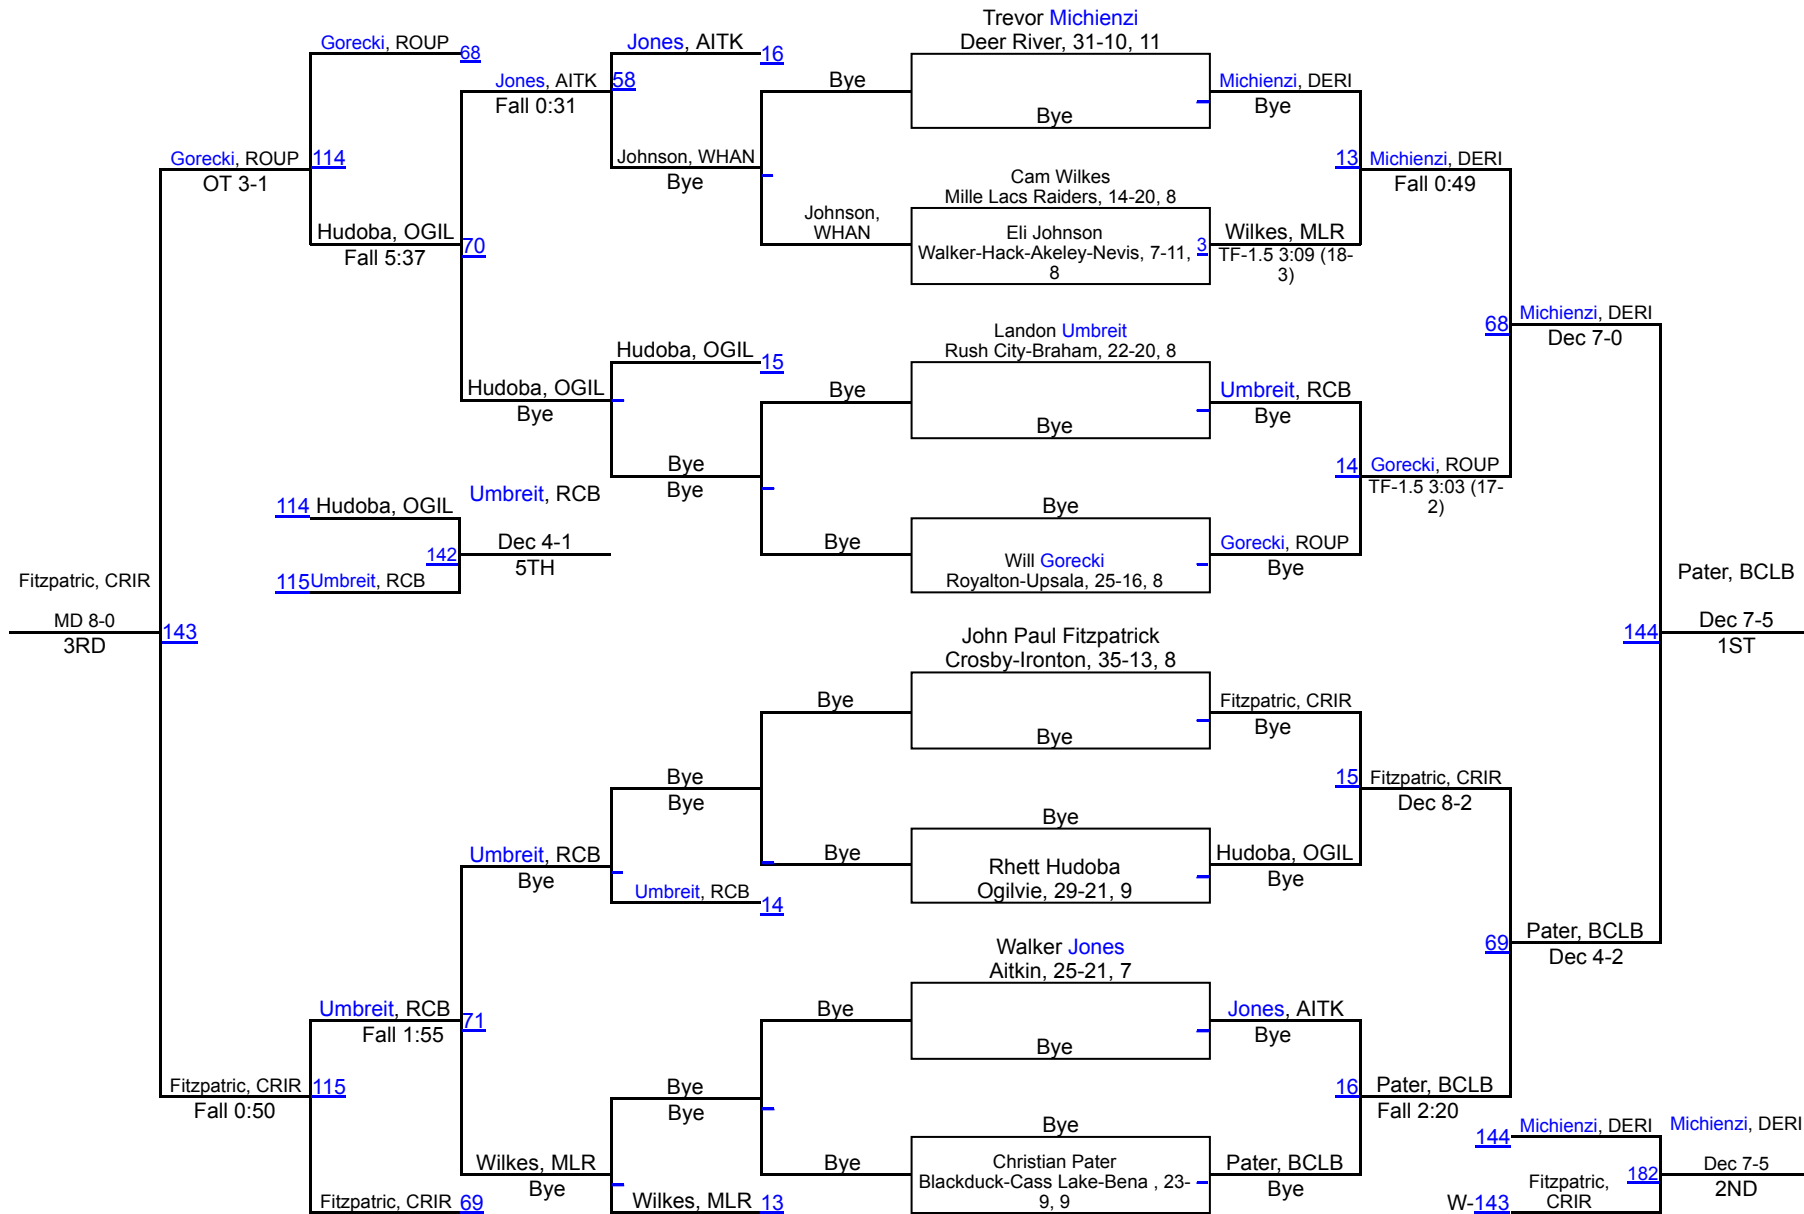 Gorecki, ROUP
68
Jones, AITK
Fall 0:31
58
Jones, AITK
16
Johnson, WHAN
Bye
Gorecki, ROUP
OT 3-1
114
Hudoba, OGIL
Fall 5:37
70
Hudoba, OGIL
Bye
Hudoba, OGIL
15
Bye
Bye
114 Hudoba, OGIL
Umbreit, RCB
142
Dec 4-1
5TH
115 Umbreit, RCB
Fitzpatric, CRIR
MD 8-0
3RD
143
Bye
Bye
Umbreit, RCB
Bye
Umbreit, RCB
14
Umbreit, RCB
Fall 1:55
71
Fitzpatric, CRIR
Fall 0:50
115
Bye
Bye
Wilkes, MLR
Bye
Fitzpatric, CRIR 69
Wilkes, MLR 13
Trevor Michienzi
Deer River, 31-10, 11
Bye
Bye
Michienzi, DERI
Bye
Cam Wilkes
Mille Lacs Raiders, 14-20, 8
Johnson,
WHAN
Eli Johnson
Walker-Hack-Akeley-Nevis, 7-11,
8
3
Wilkes, MLR
TF-1.5 3:09 (18-
3)
13
Michienzi, DERI
Fall 0:49
Landon Umbreit
Rush City-Braham, 22-20, 8
Bye
Bye
Umbreit, RCB
Bye
Bye
Bye
Will Gorecki
Royalton-Upsala, 25-16, 8
Gorecki, ROUP
Bye
14
Gorecki, ROUP
TF-1.5 3:03 (17-
2)
68
Michienzi, DERI
Dec 7-0
John Paul Fitzpatrick
Crosby-Ironton, 35-13, 8
Bye
Bye
Fitzpatric, CRIR
Bye
Bye
Bye
Rhett Hudoba
Ogilvie, 29-21, 9
Hudoba, OGIL
Bye
15
Fitzpatric, CRIR
Dec 8-2
Walker Jones
Aitkin, 25-21, 7
Bye
Bye
Jones, AITK
Bye
Bye
Bye
Christian Pater
Blackduck-Cass Lake-Bena , 23-
9, 9
Pater, BCLB
Bye
16
Pater, BCLB
Fall 2:20
69
Pater, BCLB
Dec 4-2
144
Pater, BCLB
Dec 7-5
1ST
144
Michienzi, DERI
Michienzi, DERI
182
Dec 7-5
2ND
W-143
Fitzpatric,
CRIR